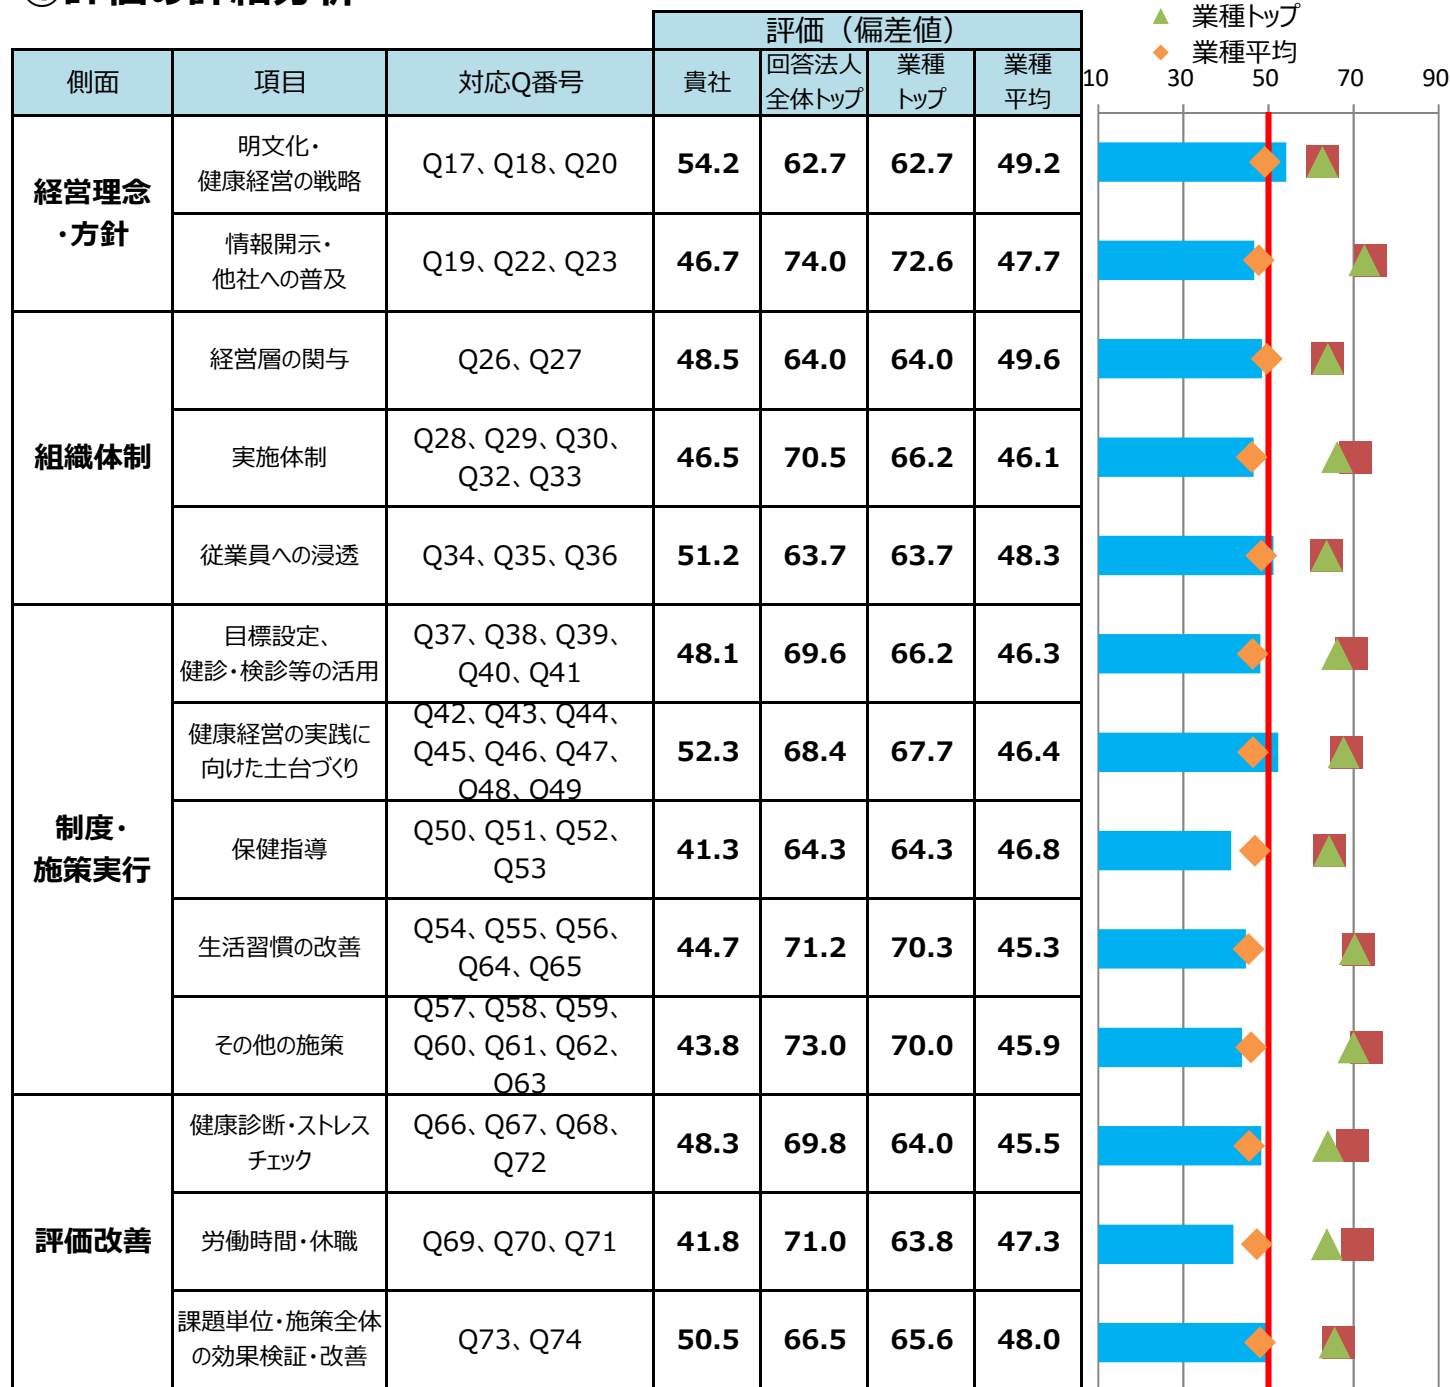 評価（偏差値）
▲ 業種トップ
◆ 業種平均
側面 項目 対応Q番号 貴社 回答法人 業種 業種
全体トップ トップ 平均
10 30 50 70 90
経営理念
・方針
明文化・
健康経営の戦略
Q17、Q18、Q20 54.2 62.7 62.7 49.2
情報開示・
他社への普及
Q19、Q22、Q23 46.7 74.0 72.6 47.7
組織体制
経営層の関与 Q26、Q27 48.5 64.0 64.0 49.6
実施体制
Q28、Q29、Q30、
Q32、Q33
46.5 70.5 66.2 46.1
従業員への浸透 Q34、Q35、Q36 51.2 63.7 63.7 48.3
制度・
施策実行
目標設定、
健診・検診等の活用
Q37、Q38、Q39、
Q40、Q41
48.1 69.6 66.2 46.3
健康経営の実践に
向けた土台づくり
Q42、Q43、Q44、
Q45、Q46、Q47、
Q48、Q49
52.3 68.4 67.7 46.4
保健指導
Q50、Q51、Q52、
Q53
41.3 64.3 64.3 46.8
生活習慣の改善
Q54、Q55、Q56、
Q64、Q65
44.7 71.2 70.3 45.3
その他の施策
Q57、Q58、Q59、
Q60、Q61、Q62、
Q63
43.8 73.0 70.0 45.9
評価改善
健康診断・ストレス
チェック
Q66、Q67、Q68、
Q72
48.3 69.8 64.0 45.5
労働時間・休職 Q69、Q70、Q71 41.8 71.0 63.8 47.3
課題単位・施策全体
の効果検証・改善
Q73、Q74 50.5 66.5 65.6 48.0